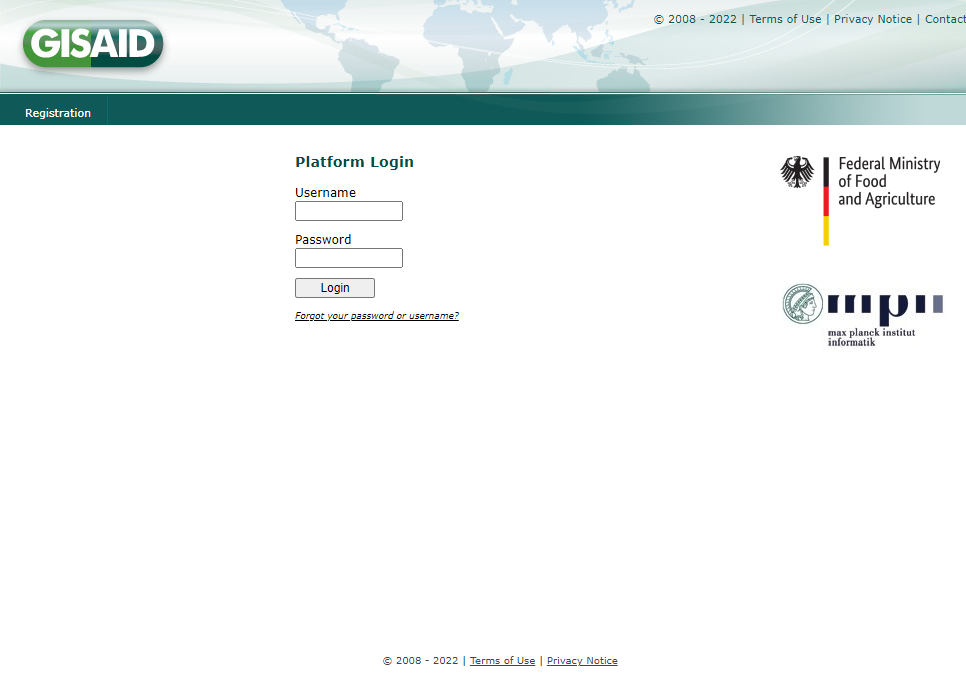 GISAID
© 2008 - 2022 | Terms of Use | Privacy Notice | Contact
Registration
Platform Login
Username
Password
Login
Forgot your password or username?
Federal Ministry
of Food
and Agriculture
mpii
max planck institut
informatik
© 2008 - 2022 | Terms of Use | Privacy Notice